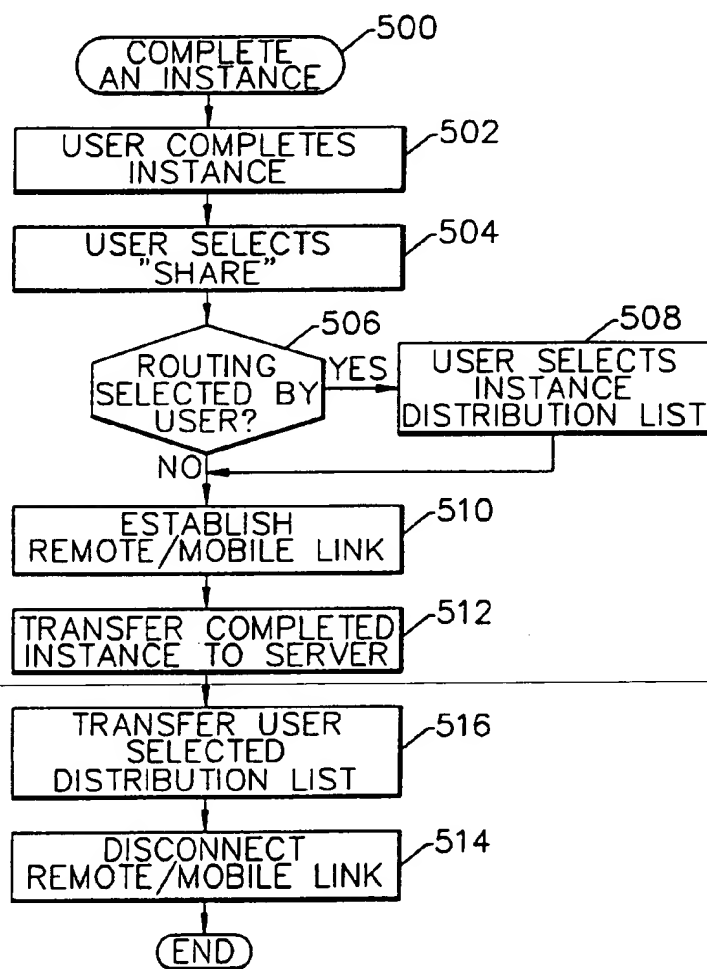 500
COMPLETE
AN INSTANCE
502
USER COMPLETES
INSTANCE
504
USER SELECTS
"SHARE"
506
ROUTING
SELECTED BY
USER?
YES
508
USER SELECTS
INSTANCE
DISTRIBUTION LIST
NO
510
ESTABLISH
REMOTE/MOBILE LINK
512
TRANSFER COMPLETED
INSTANCE TO SERVER
516
TRANSFER USER
SELECTED
DISTRIBUTION LIST
514
DISCONNECT
REMOTE/MOBILE LINK
END